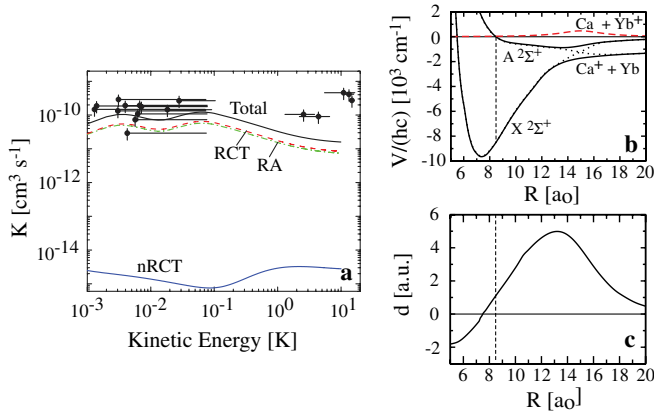 10⁻¹⁰
10⁻¹²
10⁻¹⁴
K [cm³ s⁻¹]
Total
RCT
RA
nRCT
a
10⁻³ 10⁻² 10⁻¹ 10⁰ 10¹
Kinetic Energy [K]
2
0
-2
-4
-6
-8
-10
V/(hc) [10³ cm⁻¹]
Ca + Yb⁺
A ²Σ⁺
Ca⁺ + Yb
X ²Σ⁺
b
6 8 10 12 14 16 18 20
R [a₀]
6
4
2
0
-2
d [a.u.]
c
6 8 10 12 14 16 18 20
R [a₀]